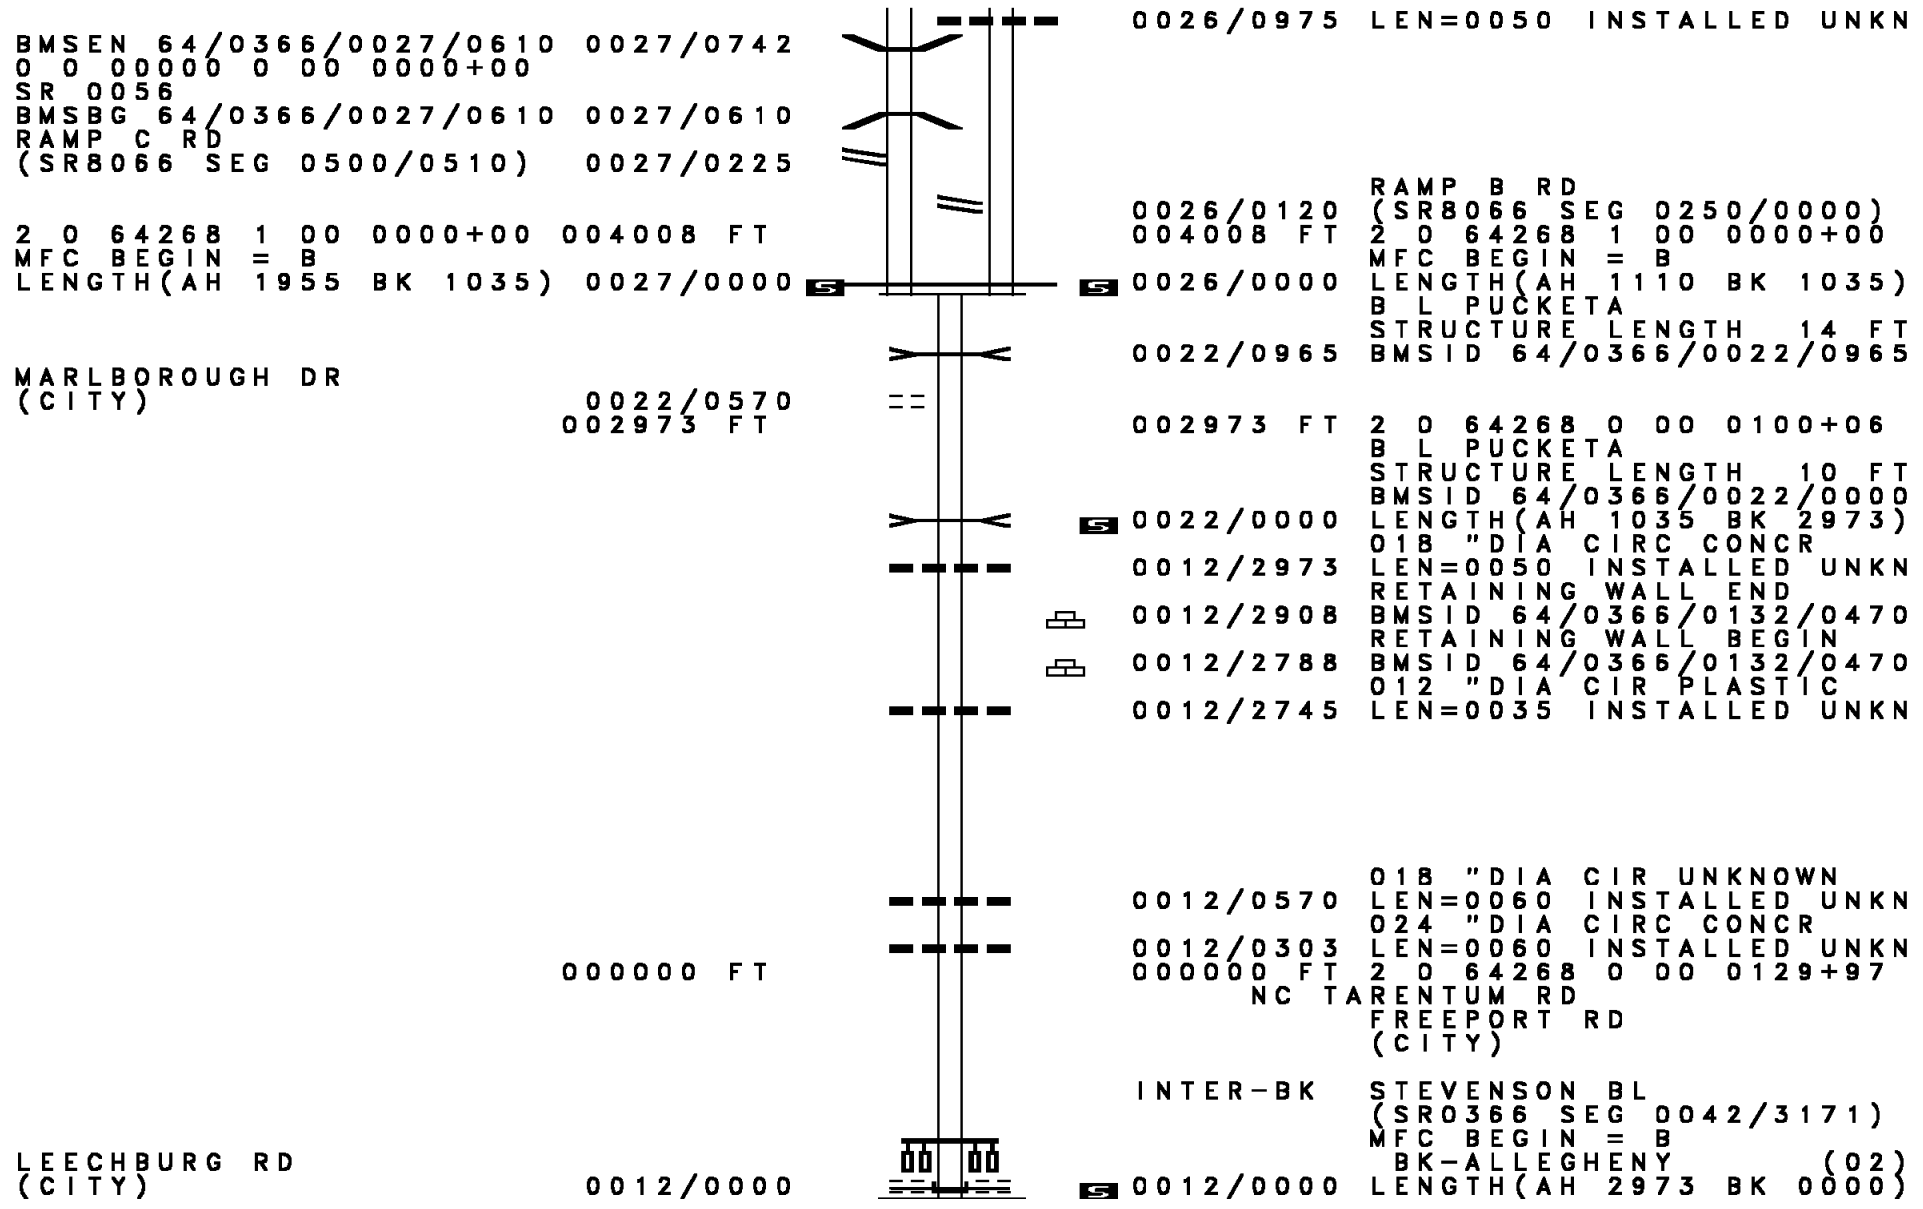 0026/0975 LEN=0050 INSTALLED UNKN
BMSEN 64/0366/0027/0610 0027/0742
0 0 00000 0 00 0000+00
SR 0056
BMSBG 64/0366/0027/0610 0027/0610
RAMP C RD
(SR8066 SEG 0500/0510) 0027/0225
RAMP B RD
0026/0120 (SR8066 SEG 0250/0000)
2 0 64268 1 00 0000+00 004008 FT 004008 FT 2 0 64268 1 00 0000+00
MFC BEGIN = B MFC BEGIN = B
LENGTH(AH 1955 BK 1035) 0027/0000 S S 0026/0000 LENGTH(AH 1110 BK 1035)
B L PUCKETA
STRUCTURE LENGTH 14 FT
0022/0965 BMSID 64/0366/0022/0965
MARLBOROUGH DR
(CITY) 0022/0570
002973 FT 002973 FT 2 0 64268 0 00 0100+06
B L PUCKETA
STRUCTURE LENGTH 10 FT
BMSID 64/0366/0022/0000
S 0022/0000 LENGTH(AH 1035 BK 2973)
018 "DIA CIRC CONCR
0012/2973 LEN=0050 INSTALLED UNKN
RETAINING WALL END
0012/2908 BMSID 64/0366/0132/0470
RETAINING WALL BEGIN
0012/2788 BMSID 64/0366/0132/0470
012 "DIA CIR PLASTIC
0012/2745 LEN=0035 INSTALLED UNKN
018 "DIA CIR UNKNOWN
0012/0570 LEN=0060 INSTALLED UNKN
024 "DIA CIRC CONCR
0012/0303 LEN=0060 INSTALLED UNKN
000000 FT 000000 FT 2 0 64268 0 00 0129+97
NC TARENTUM RD
FREEPORT RD
(CITY)
INTER-BK STEVENSON BL
(SR0366 SEG 0042/3171)
MFC BEGIN = B
LEECHBURG RD BK-ALLEGHENY (02)
(CITY) 0012/0000 S 0012/0000 LENGTH(AH 2973 BK 0000)